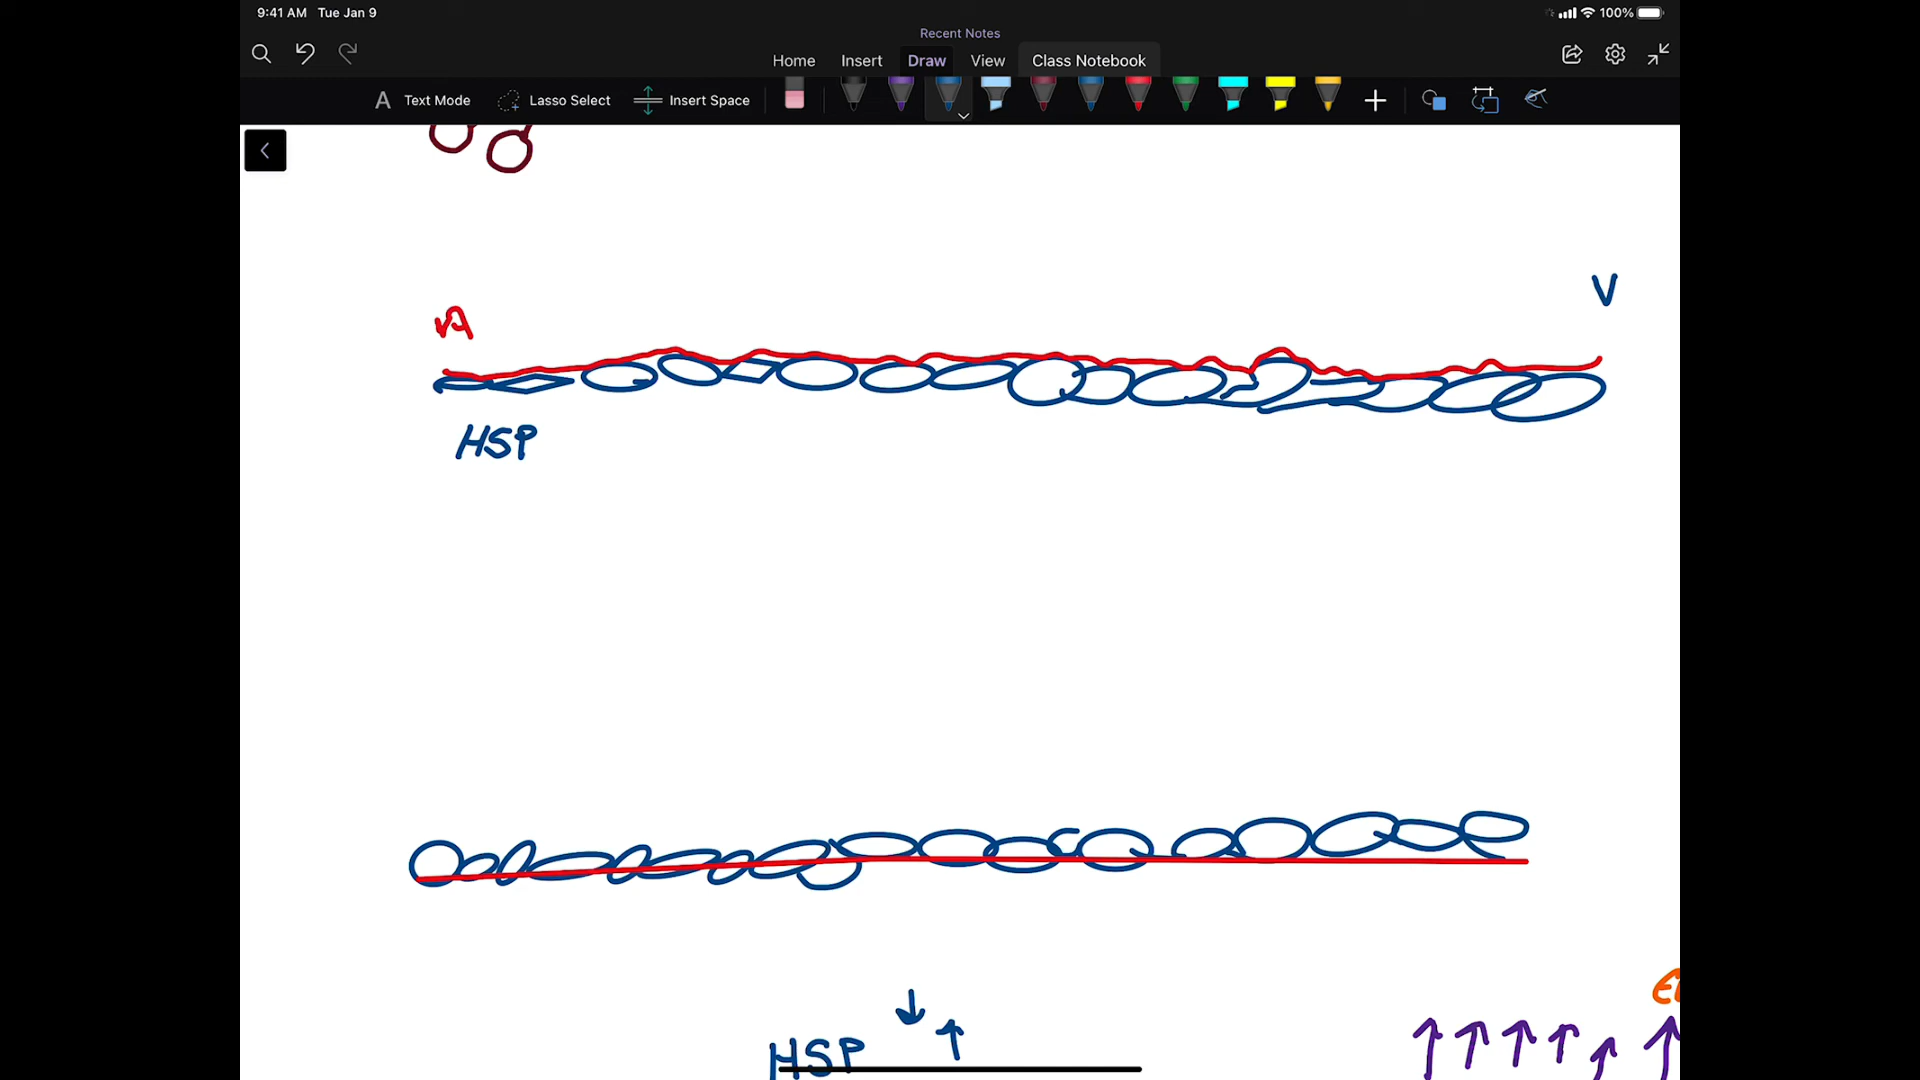 9:41 AM Tue Jan 9 100%
Recent Notes
Home Insert Draw View Class Notebook
A Text Mode Lasso Select Insert Space
V
A
HSP
HSP